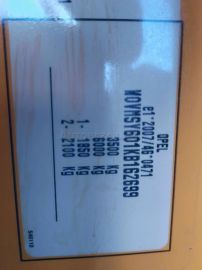 OPEL
e1*2007/46*0471
W0VMSY601KB162699
3500 kg
6000 kg
1- 1850 kg
2- 2100 kg